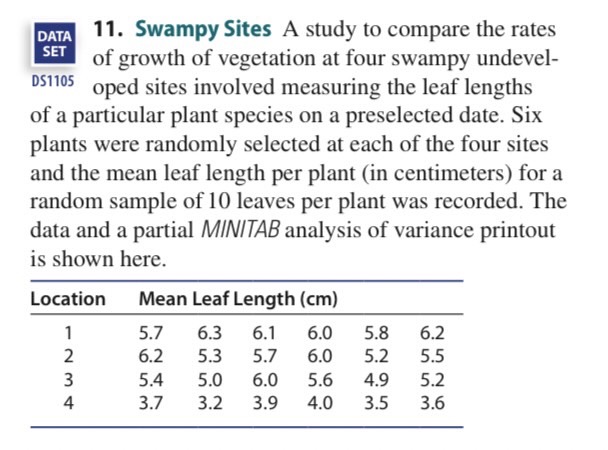 DATA
SET
DS1105
11. Swampy Sites A study to compare the rates
of growth of vegetation at four swampy undevel-
oped sites involved measuring the leaf lengths
of a particular plant species on a preselected date. Six
plants were randomly selected at each of the four sites
and the mean leaf length per plant (in centimeters) for a
random sample of 10 leaves per plant was recorded. The
data and a partial MINITAB analysis of variance printout
is shown here.
Location Mean Leaf Length (cm)
1 5.7 6.3 6.1 6.0 5.8 6.2
2 6.2 5.3 5.7 6.0 5.2 5.5
3 5.4 5.0 6.0 5.6 4.9 5.2
4 3.7 3.2 3.9 4.0 3.5 3.6